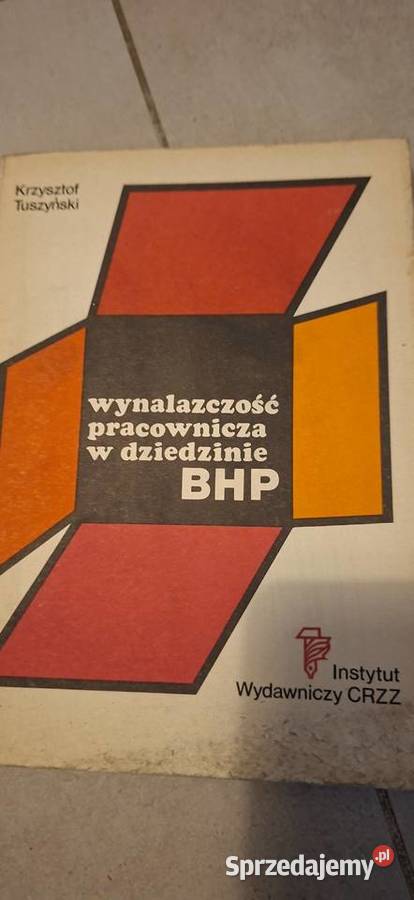 Krzysztof
Tuszyński
wynalazczość
pracownicza
w dziedzinie
BHP
Instytut
Wydawniczy CRZZ
Sprzedajemy.pl